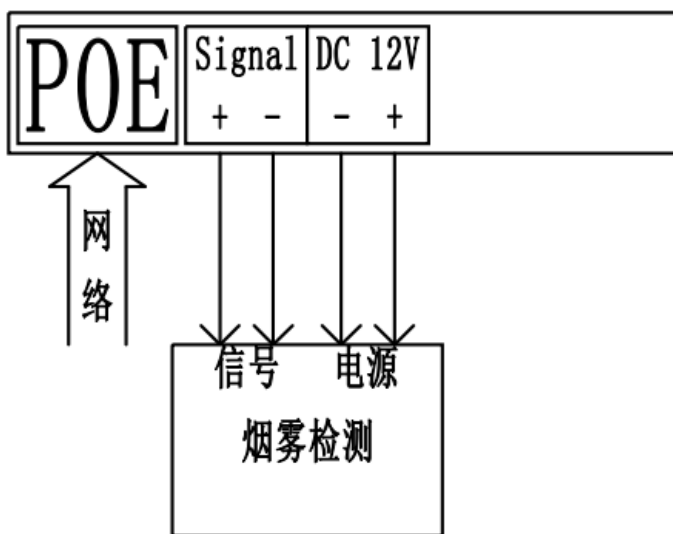 POE
Signal DC 12V
+ - - +
网
络
信号 电源
烟雾检测